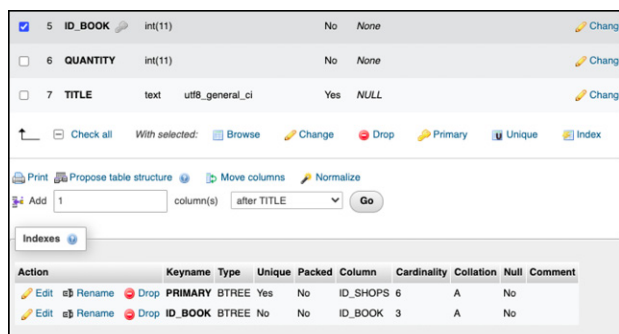 5 ID_BOOK int(11) No None Chang
6 QUANTITY int(11) No None Chang
7 TITLE text utf8_general_ci Yes NULL Chang
Check all With selected: Browse Change Drop Primary Unique Index
Print Propose table structure Move columns Normalize
Add 1 column(s) after TITLE Go
Indexes
Action Keyname Type Unique Packed Column Cardinality Collation Null Comment
Edit Rename Drop PRIMARY BTREE Yes No ID_SHOPS 6 A No
Edit Rename Drop ID_BOOK BTREE No No ID_BOOK 3 A No